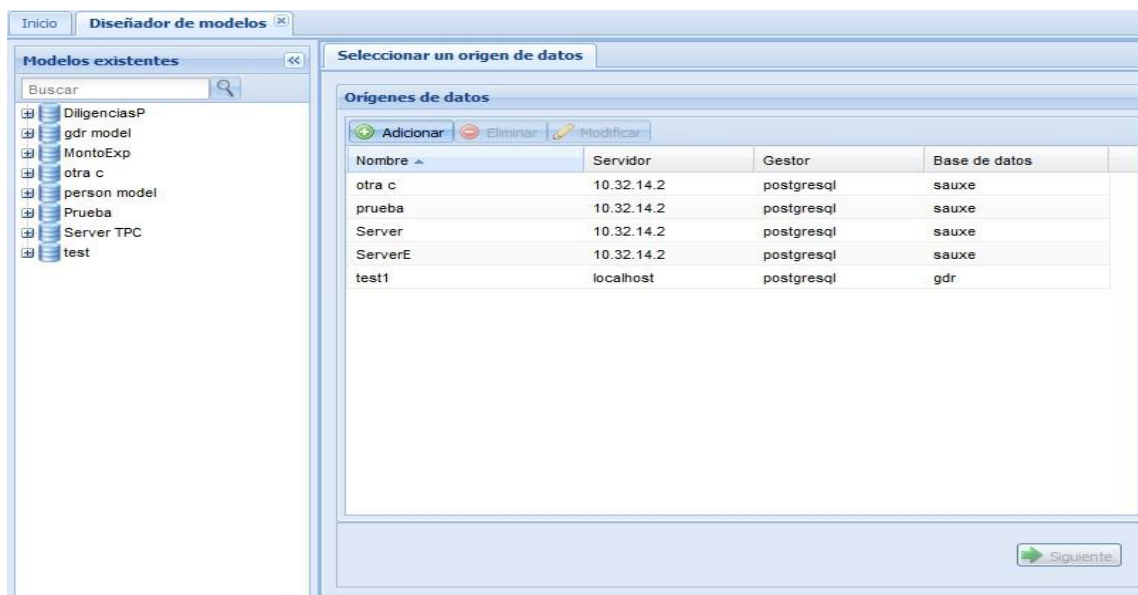 Inicio
Diseñador de modelos
Modelos existentes
Buscar
DiligenciasP
gdr model
MontoExp
otra c
person model
Prueba
Server TPC
test
Seleccionar un origen de datos
Orígenes de datos
Adicionar Eliminar Modificar
Nombre Servidor Gestor Base de datos
otra c 10.32.14.2 postgresql sauxe
prueba 10.32.14.2 postgresql sauxe
Server 10.32.14.2 postgresql sauxe
ServerE 10.32.14.2 postgresql sauxe
test1 localhost postgresql gdr
Siguiente